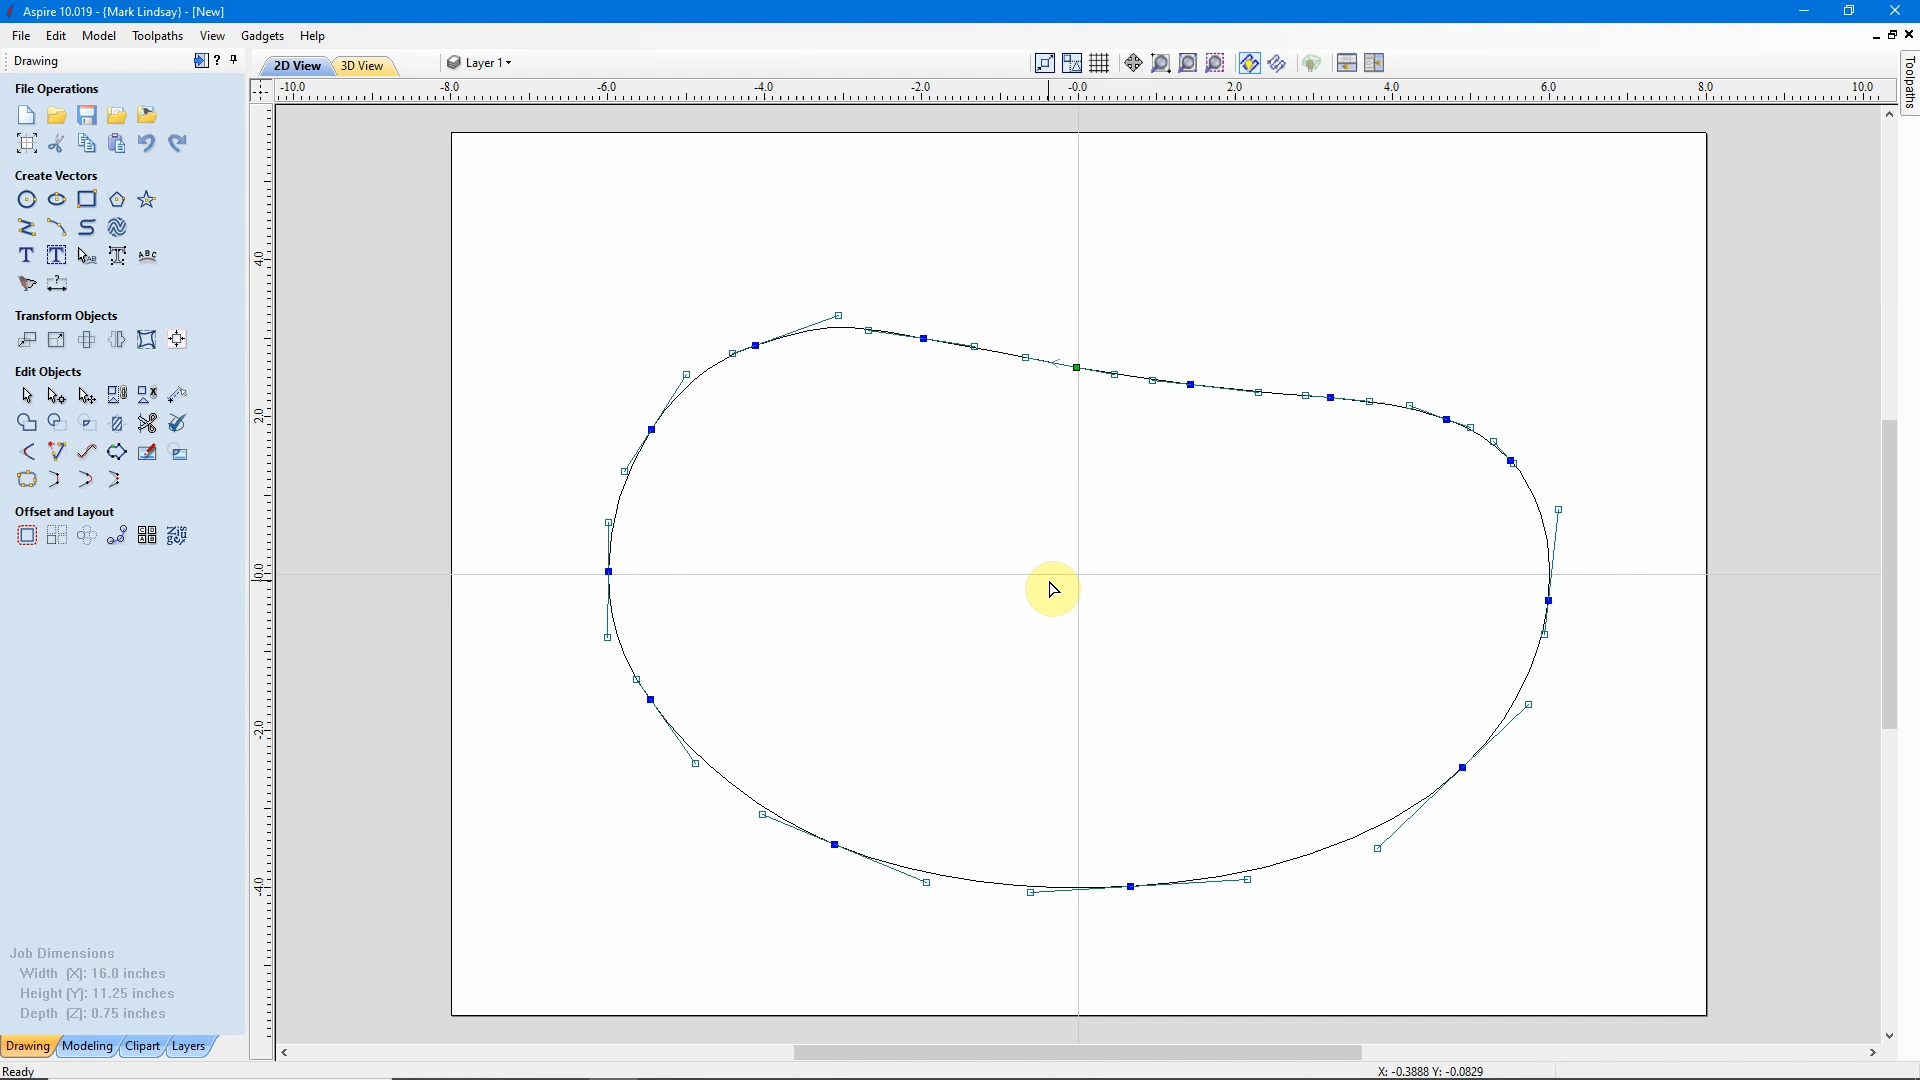 Aspire 10.019 - {Mark Lindsay} - [New]
File Edit Model Toolpaths View Gadgets Help
Drawing ?
2D View 3D View Layer 1
Toolpaths
-10.0 -8.0 -6.0 -4.0 -2.0 0.0 2.0 4.0 6.0 8.0 10.0
4.0
2.0
0.0
-2.0
-4.0
File Operations
Create Vectors
Transform Objects
Edit Objects
Offset and Layout
Job Dimensions
Width (X): 16.0 inches
Height (Y): 11.25 inches
Depth (Z): 0.75 inches
Drawing Modeling Clipart Layers
Ready
X: -0.3888 Y: -0.0829